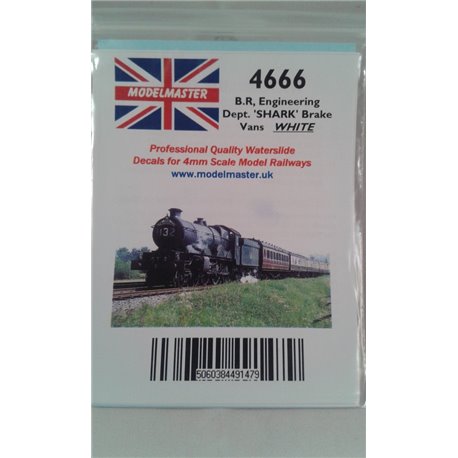 MODELMASTER
4666
B.R, Engineering
Dept. 'SHARK' Brake
Vans WHITE
Professional Quality Waterslide
Decals for 4mm Scale Model Railways
www.modelmaster.uk
132
5060384491479